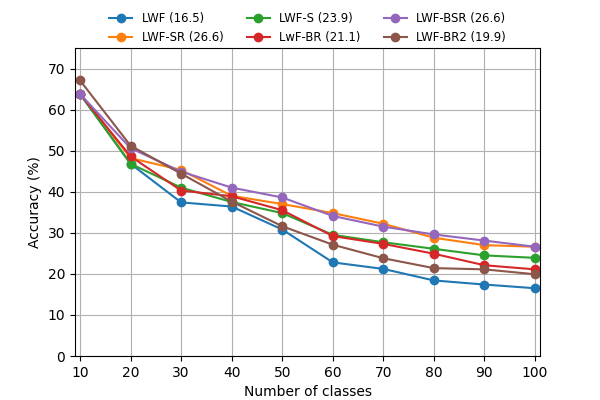 LWF (16.5) LWF-S (23.9) LWF-BSR (26.6)
LWF-SR (26.6) LwF-BR (21.1) LWF-BR2 (19.9)
70
60
50
40
30
20
10
0
Accuracy (%)
10 20 30 40 50 60 70 80 90 100
Number of classes